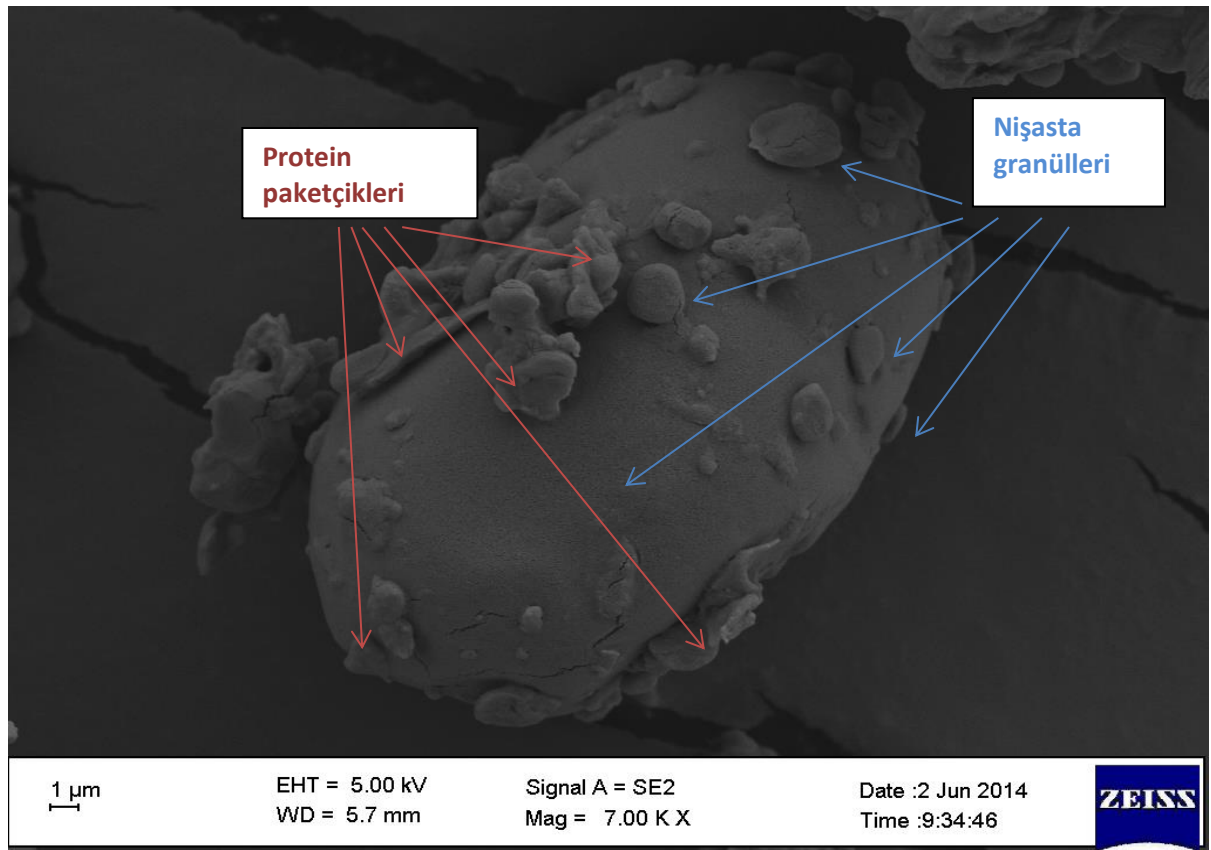 Protein
paketçikleri
Nişasta
granülleri
1 µm
EHT = 5.00 kV
WD = 5.7 mm
Signal A = SE2
Mag = 7.00 K X
Date :2 Jun 2014
Time :9:34:46
ZEISS